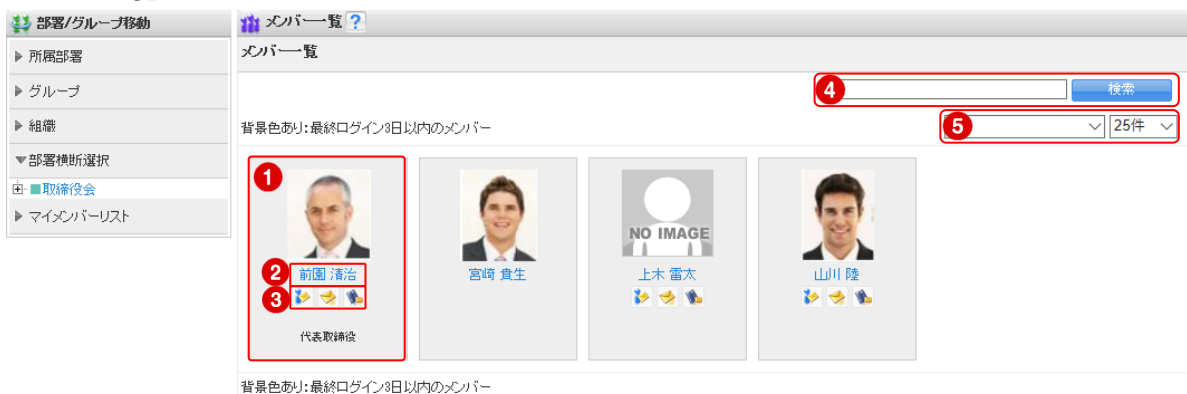 部署/グループ移動
所属部署
グループ
組織
部署横断選択
取締役会
マイメンバーリスト
メンバー一覧 ?
メンバー一覧
4 検索
背景色あり:最終ログイン3日以内のメンバー
5 25件
1
NO IMAGE
2 前園 清治
宮崎 貴生
上木 雷太
山川 陸
3
代表取締役
背景色あり:最終ログイン3日以内のメンバー